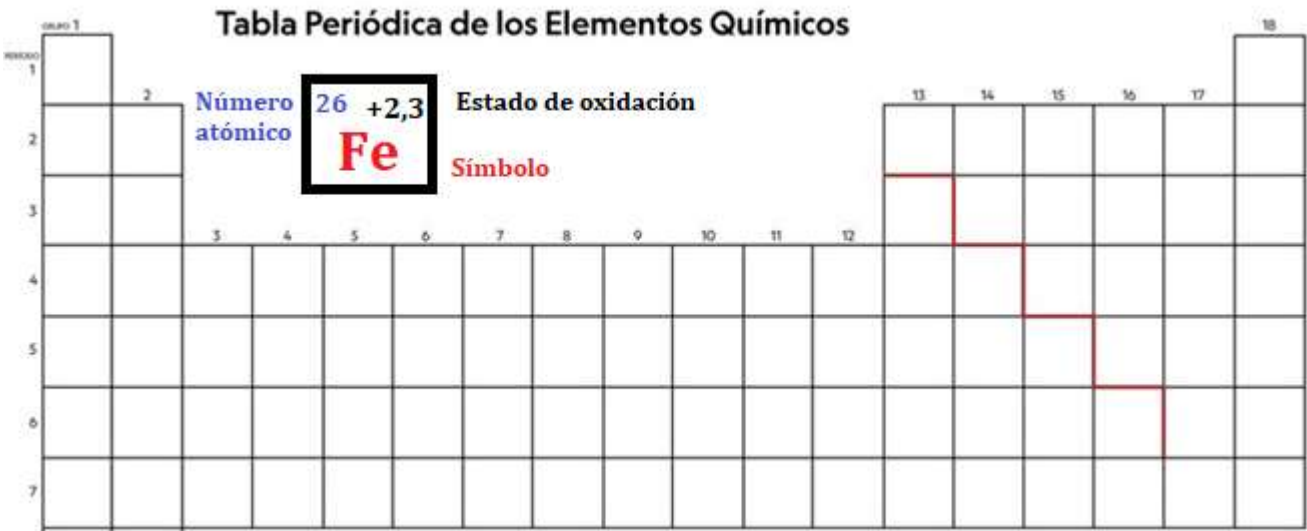 Tabla Periódica de los Elementos Químicos
GRUPO 1
18
PERIODO
1
2
13 14 15 16 17
Número atómico
26 +2,3
Fe
Estado de oxidación
Símbolo
2
3
3 4 5 6 7 8 9 10 11 12
4
5
6
7